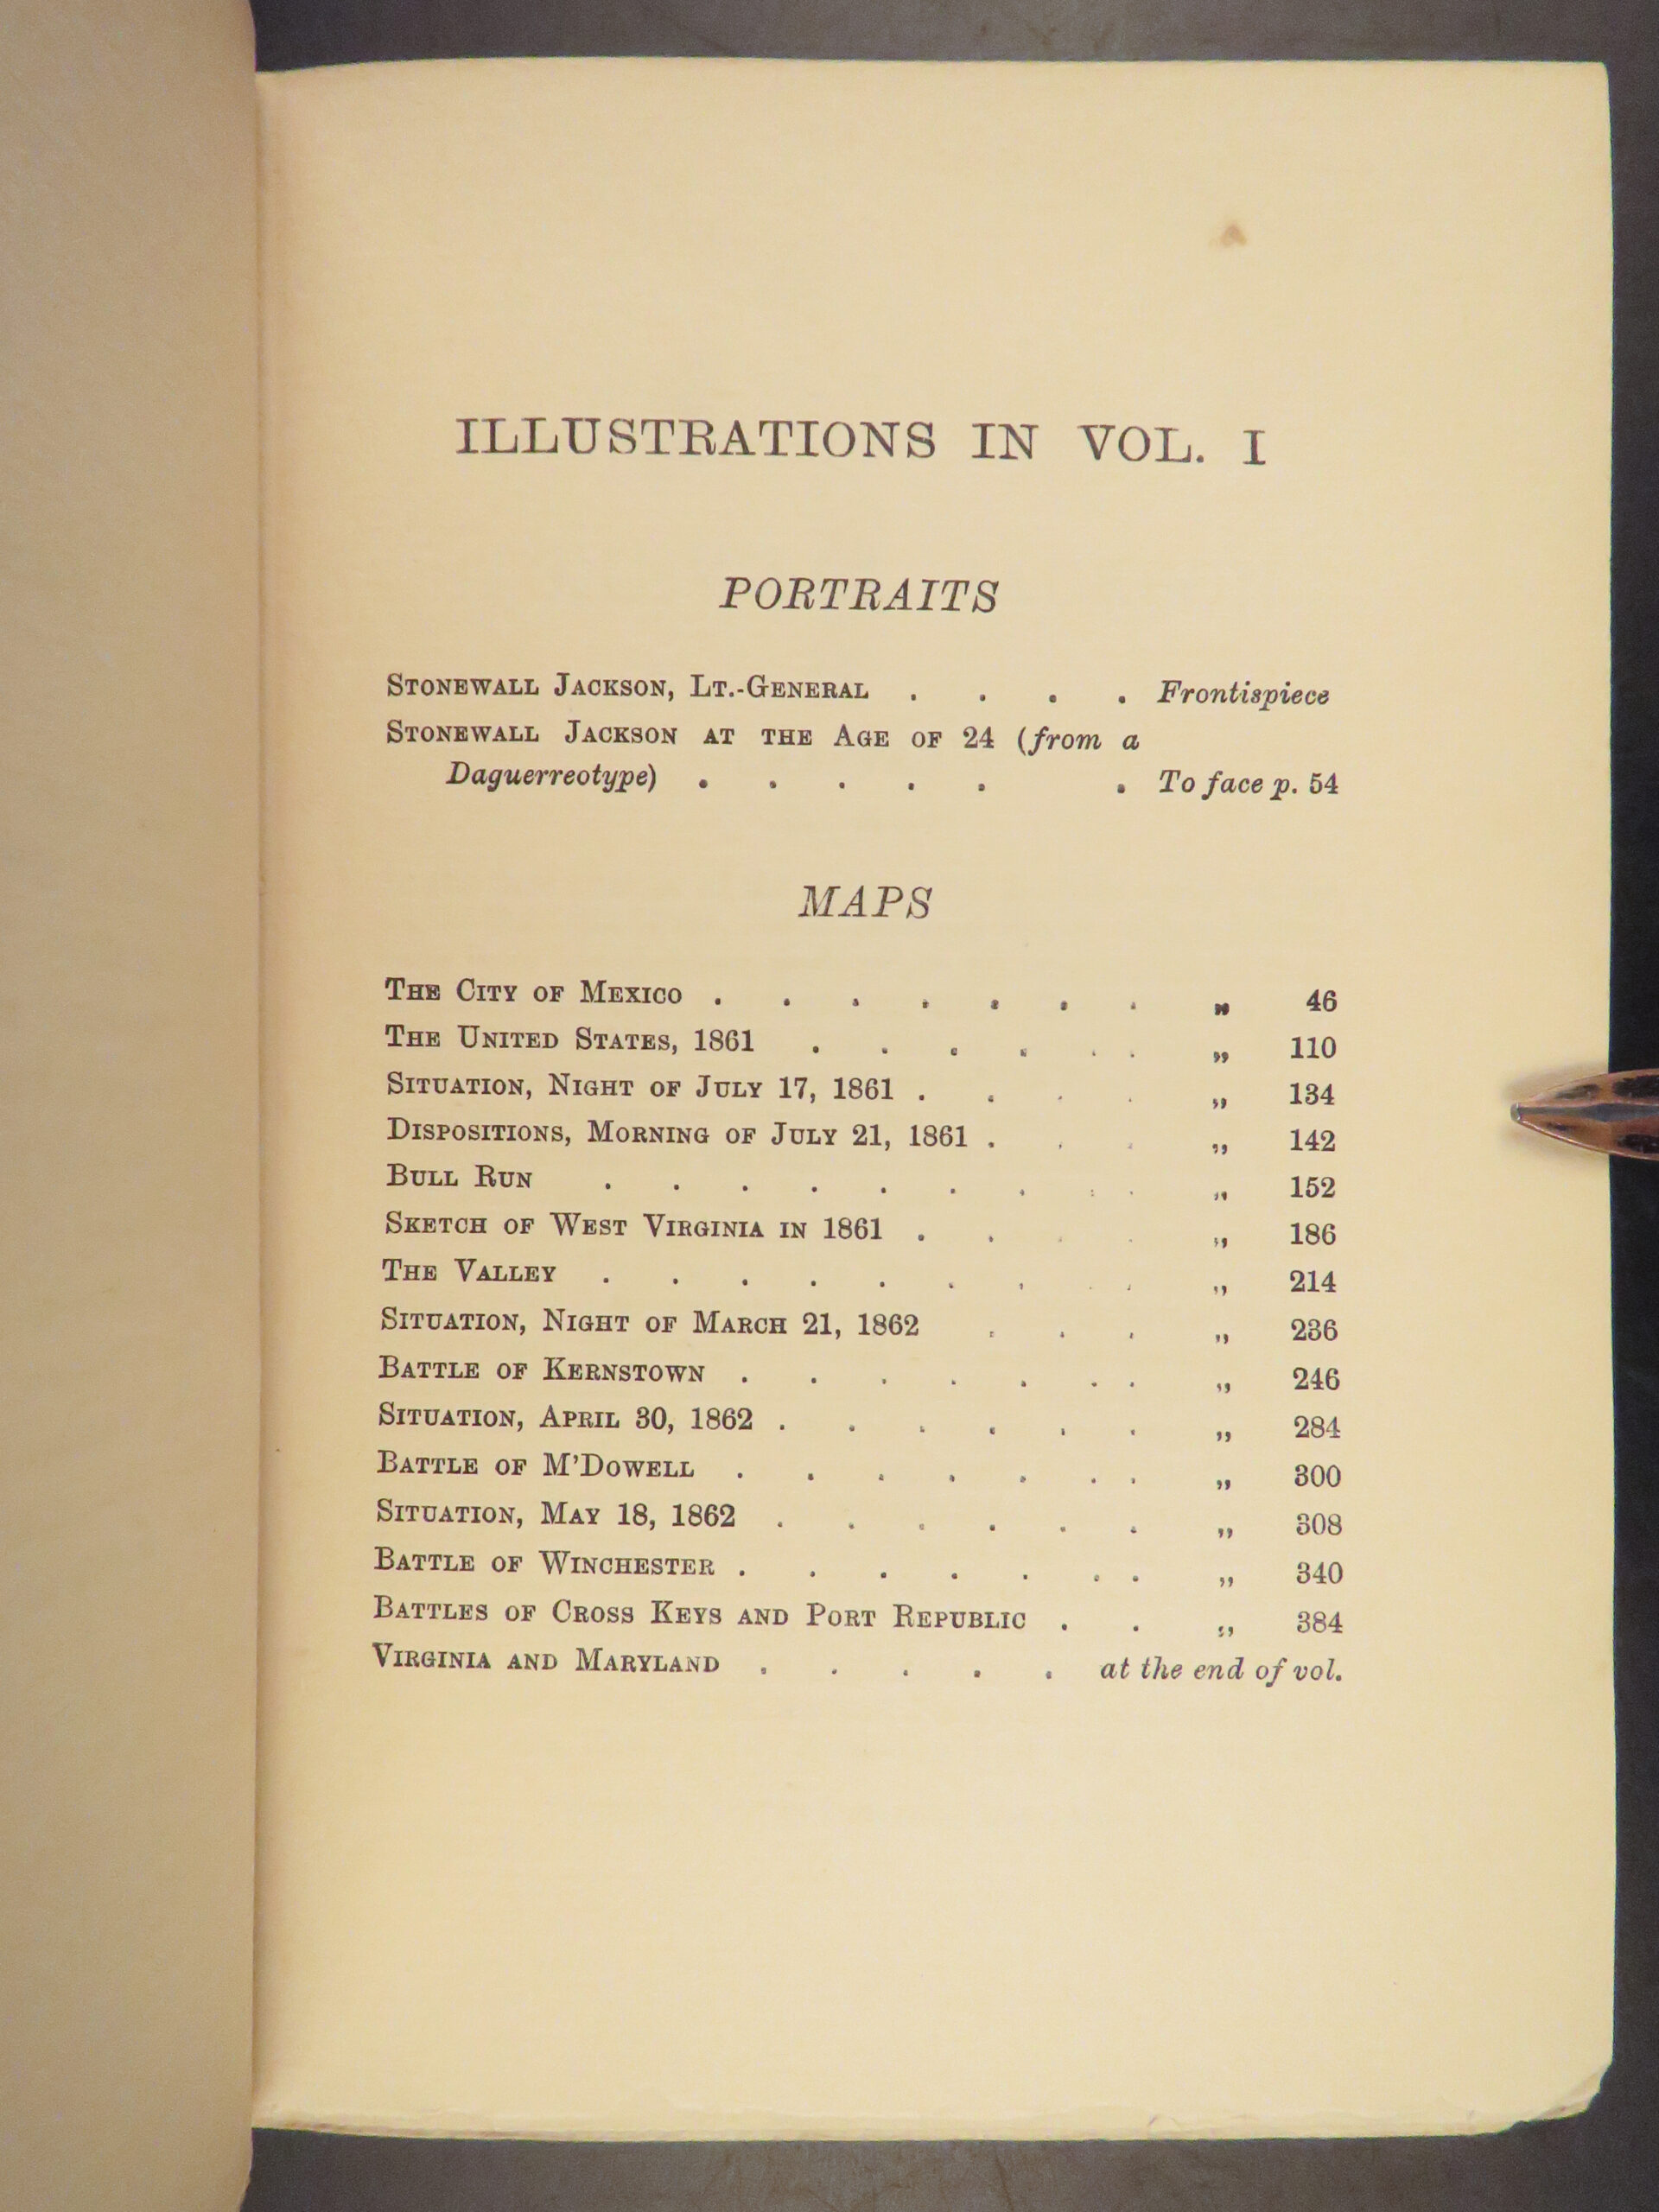 ILLUSTRATIONS IN VOL. I
PORTRAITS
STONEWALL JACKSON, LT.-GENERAL . . . . Frontispiece
STONEWALL JACKSON AT THE AGE OF 24 (from a
Daguerreotype) . . . . . . To face p. 54
MAPS
THE CITY OF MEXICO . . . . . . . „ 46
THE UNITED STATES, 1861 . . . . . . „ 110
SITUATION, NIGHT OF JULY 17, 1861 . . . . „ 134
DISPOSITIONS, MORNING OF JULY 21, 1861 . . . „ 142
BULL RUN . . . . . . . . . „ 152
SKETCH OF WEST VIRGINIA IN 1861 . . . . „ 186
THE VALLEY . . . . . . . . . „ 214
SITUATION, NIGHT OF MARCH 21, 1862 . . . „ 236
BATTLE OF KERNSTOWN . . . . . . . „ 246
SITUATION, APRIL 30, 1862 . . . . . . „ 284
BATTLE OF M'DOWELL . . . . . . . „ 300
SITUATION, MAY 18, 1862 . . . . . . „ 308
BATTLE OF WINCHESTER . . . . . . . „ 340
BATTLES OF CROSS KEYS AND PORT REPUBLIC . . „ 384
VIRGINIA AND MARYLAND . . . . . at the end of vol.